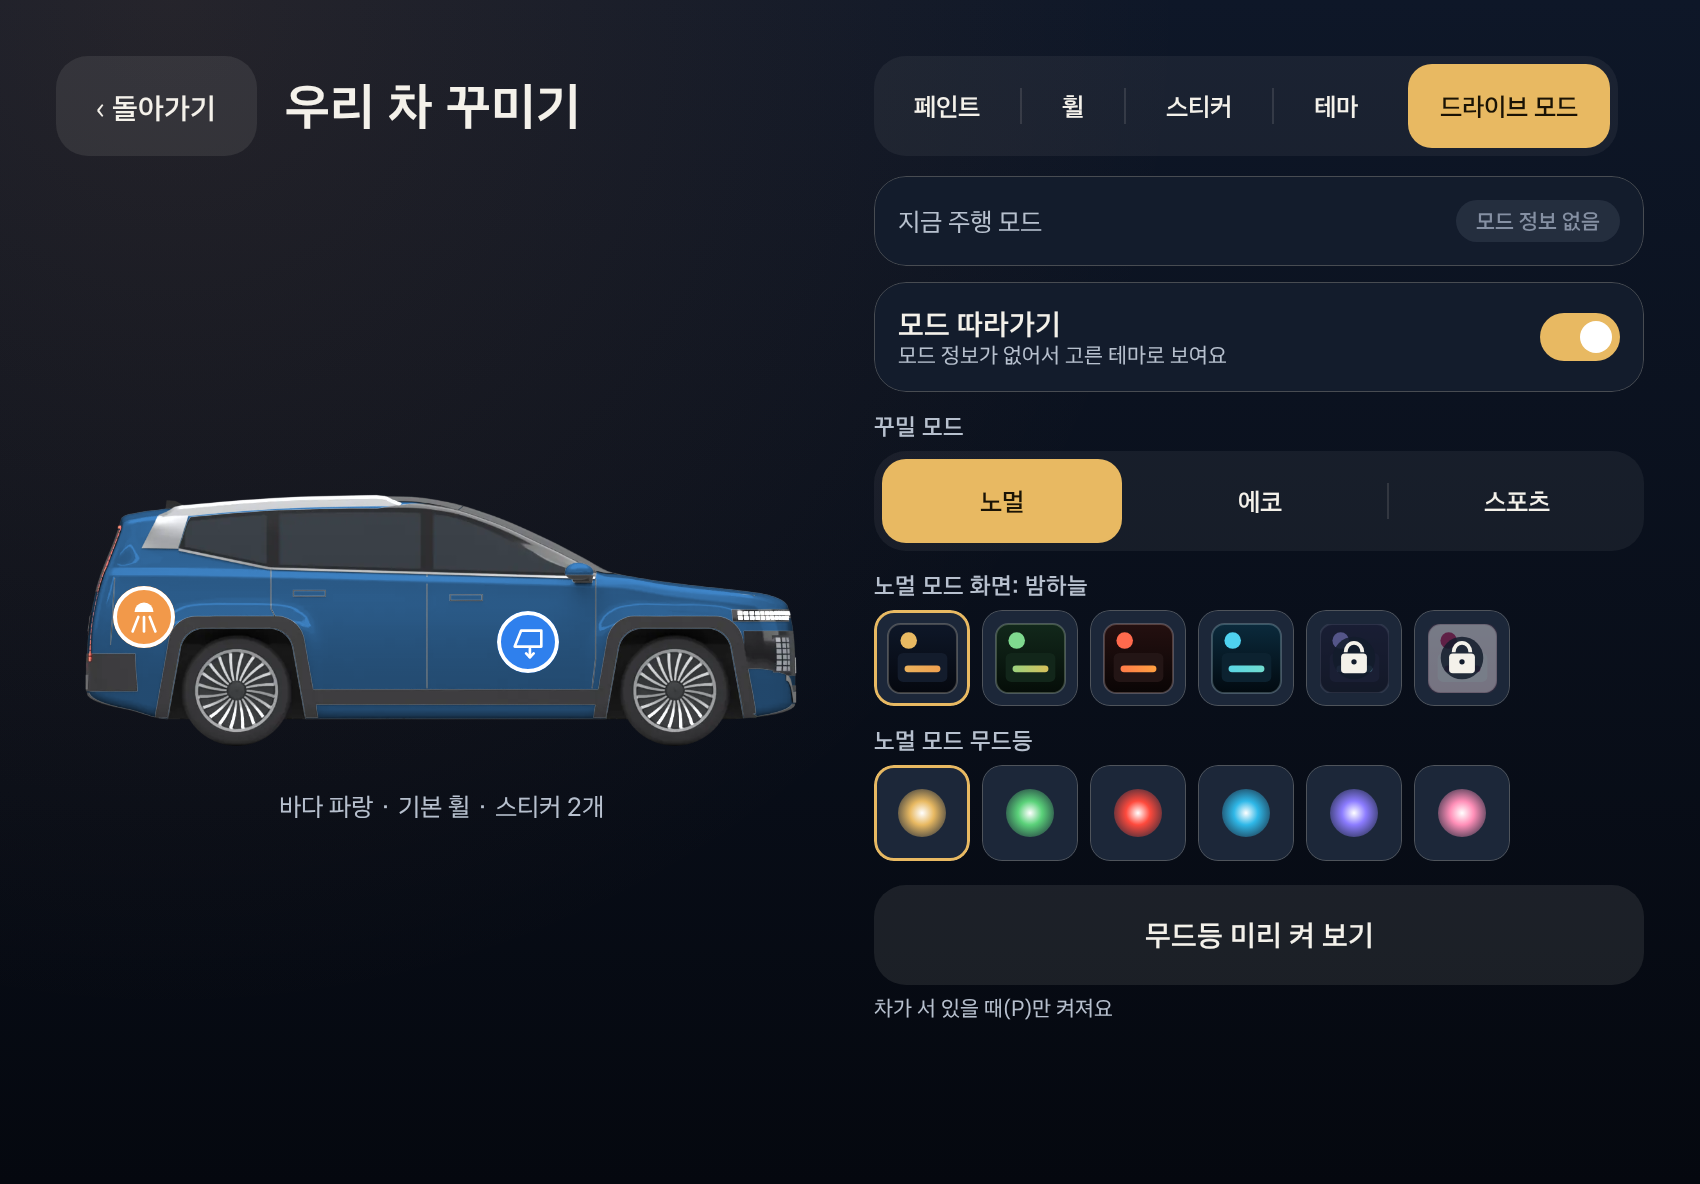 ‹ 돌아가기
우리 차 꾸미기
페인트
휠
스티커
테마
드라이브 모드
지금 주행 모드
모드 정보 없음
모드 따라가기
모드 정보가 없어서 고른 테마로 보여요
꾸밀 모드
노멀
에코
스포츠
노멀 모드 화면: 밤하늘
노멀 모드 무드등
바다 파랑 · 기본 휠 · 스티커 2개
무드등 미리 켜 보기
차가 서 있을 때(P)만 켜져요